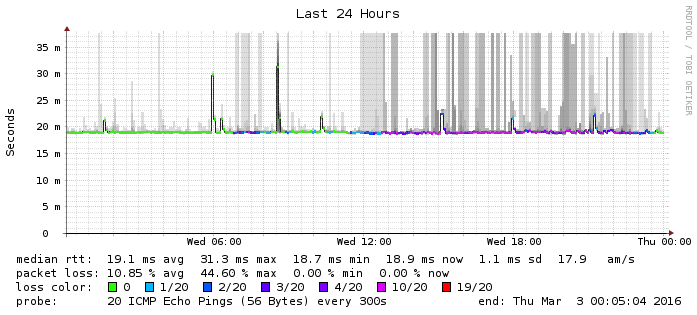 Last 24 Hours
RRDTOOL / TOBI OETIKER
Seconds
35 m
30 m
25 m
20 m
15 m
10 m
5 m
0
Wed 06:00 Wed 12:00 Wed 18:00 Thu 00:00
median rtt: 19.1 ms avg 31.3 ms max 18.7 ms min 18.9 ms now 1.1 ms sd 17.9 am/s
packet loss: 10.85 % avg 44.60 % max 0.00 % min 0.00 % now
loss color: 0 1/20 2/20 3/20 4/20 10/20 19/20
probe: 20 ICMP Echo Pings (56 Bytes) every 300s end: Thu Mar 3 00:05:04 2016